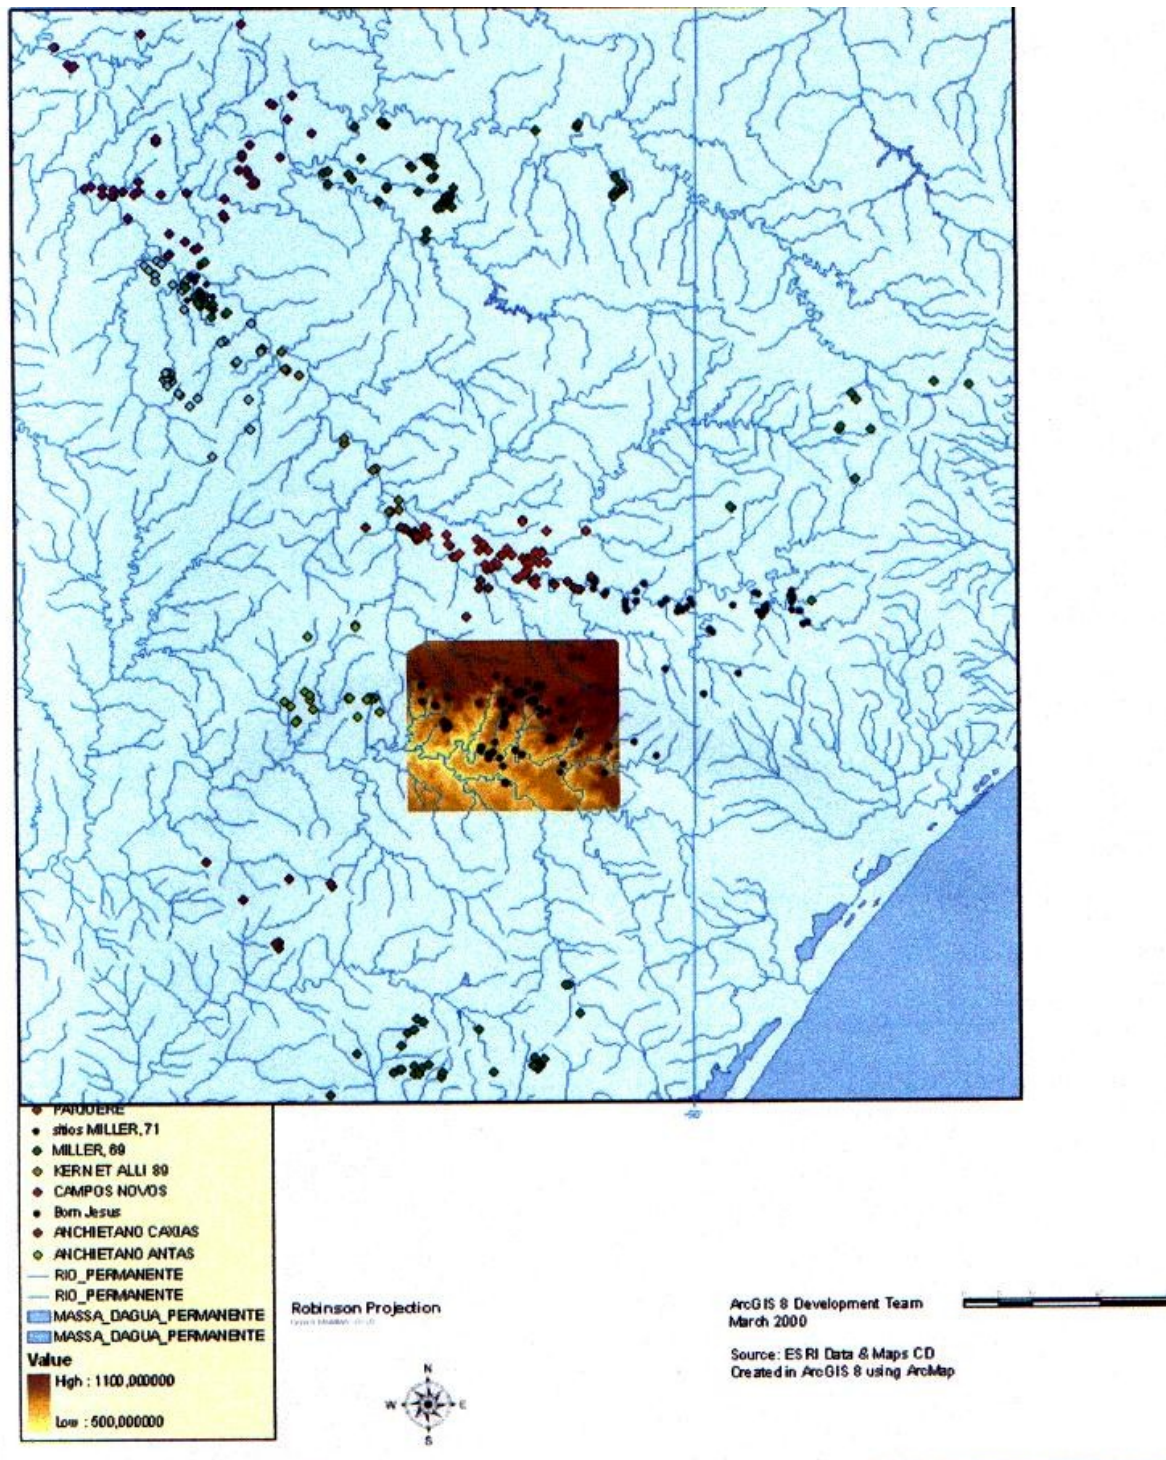 -50°
PAIQUERE
sitios MILLER,71
MILLER, 69
KERN ET ALLI 89
CAMPOS NOVOS
Bom Jesus
ANCHIETANO CAXIAS
ANCHIETANO ANTAS
RIO_PERMANENTE
RIO_PERMANENTE
MASSA_DAGUA_PERMANENTE
MASSA_DAGUA_PERMANENTE
Value
High : 1100,000000
Low : 500,000000
Robinson Projection
N
W E
S
ArcGIS 8 Development Team
March 2000
Source: ESRI Data & Maps CD
Created in ArcGIS 8 using ArcMap